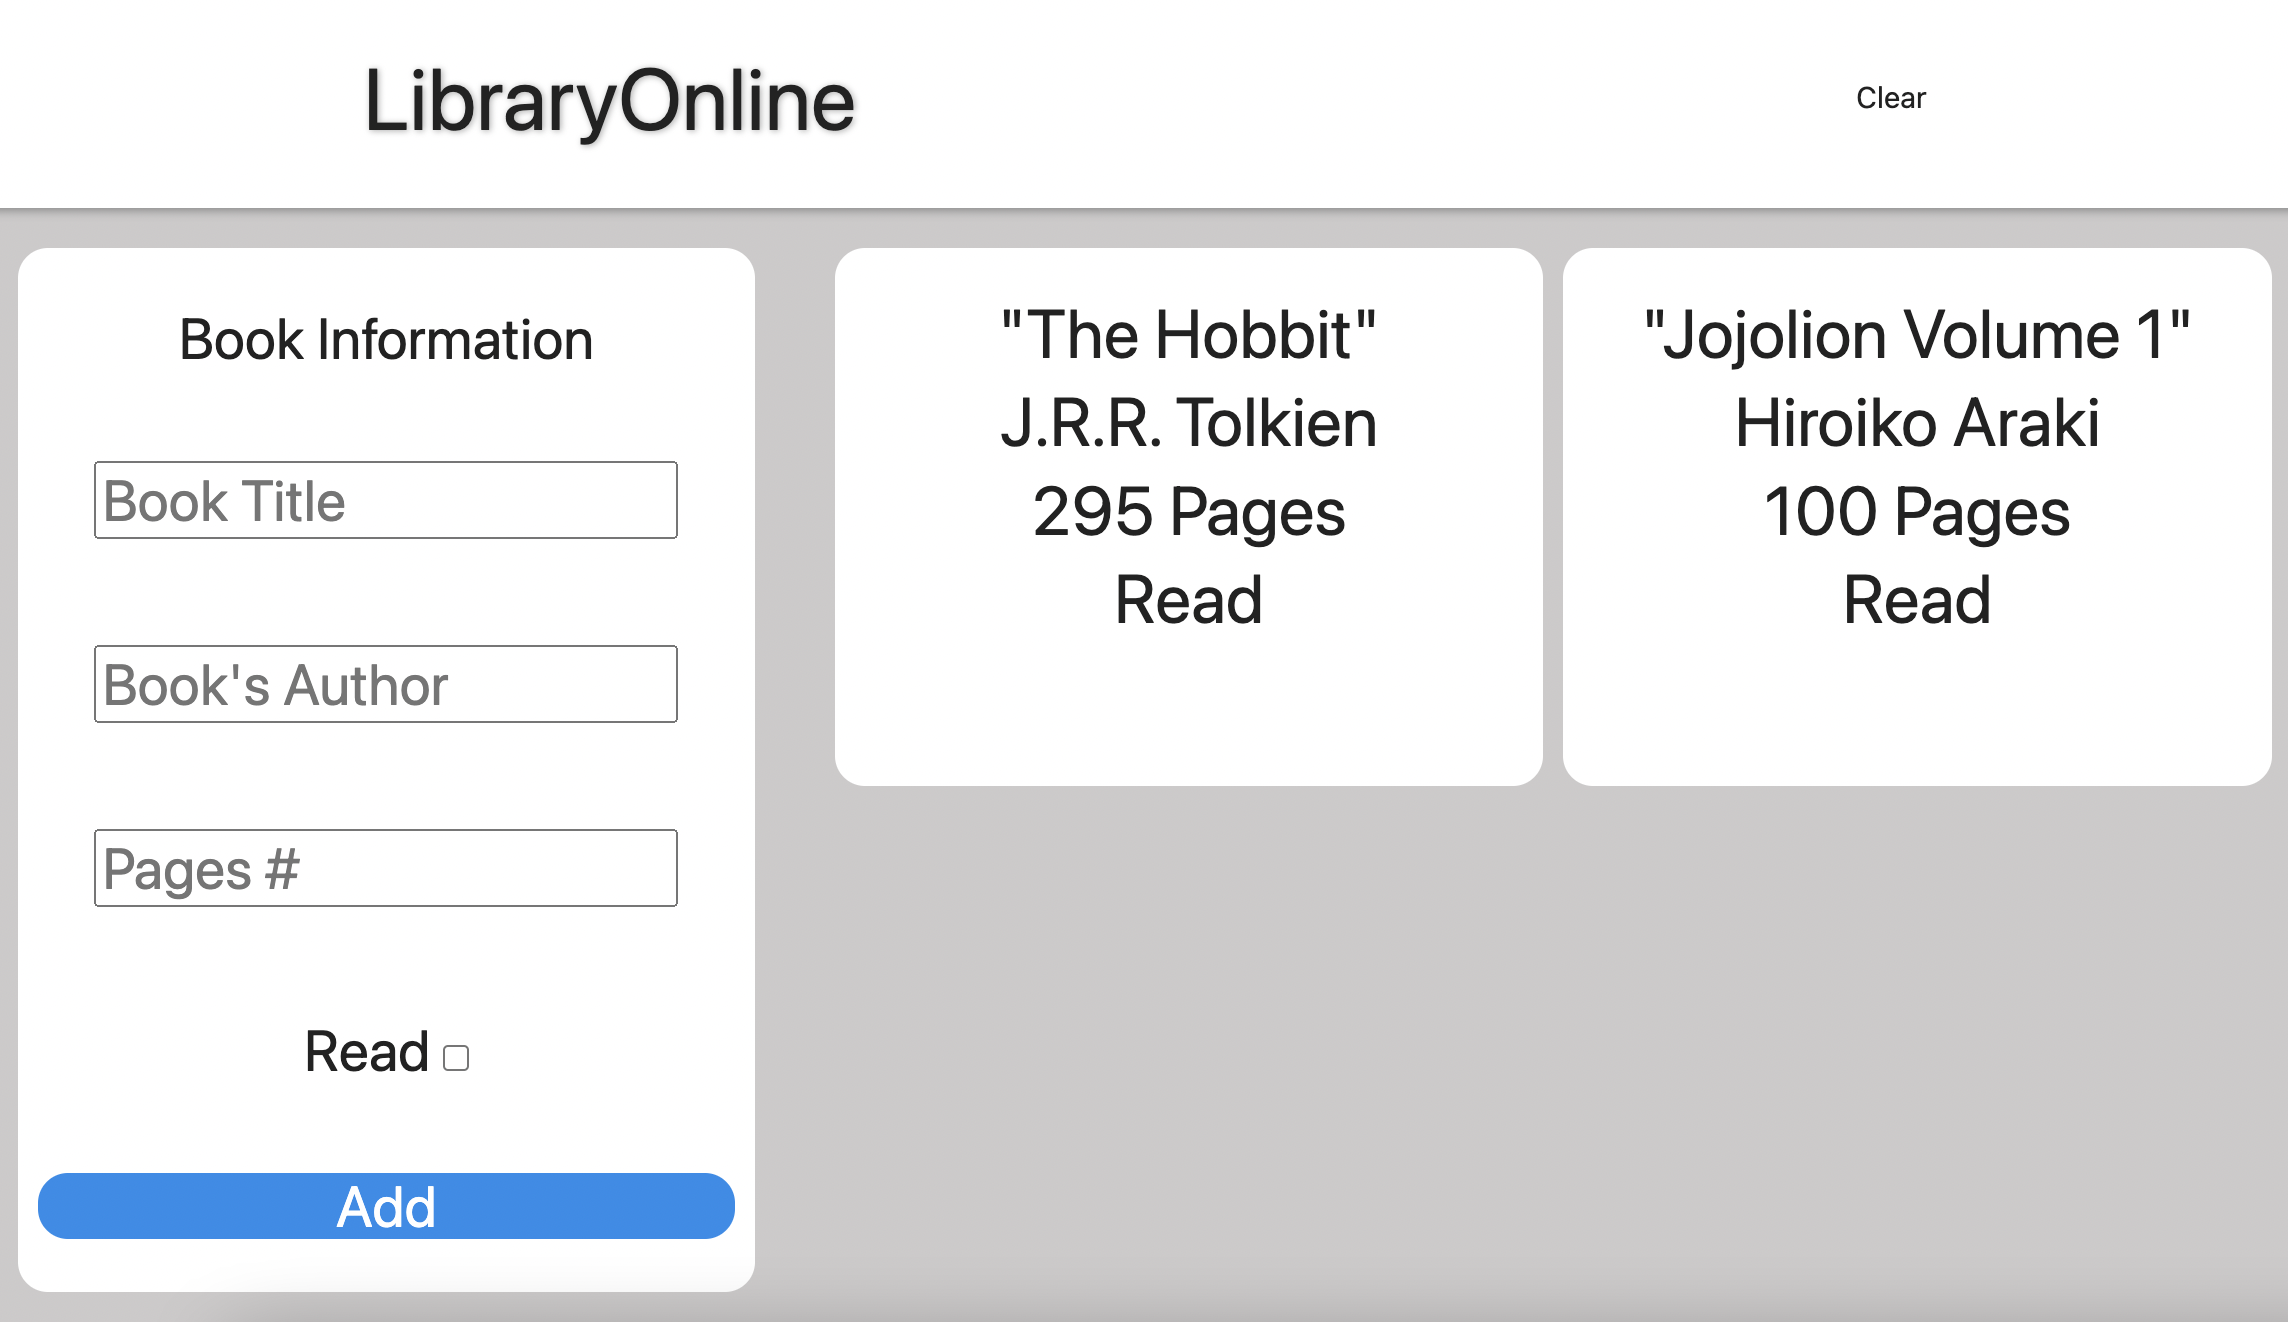 LibraryOnline
Clear
Book Information
Book Title
Book's Author
Pages #
Read
Add
"The Hobbit"
J.R.R. Tolkien
295 Pages
Read
"Jojolion Volume 1"
Hiroiko Araki
100 Pages
Read